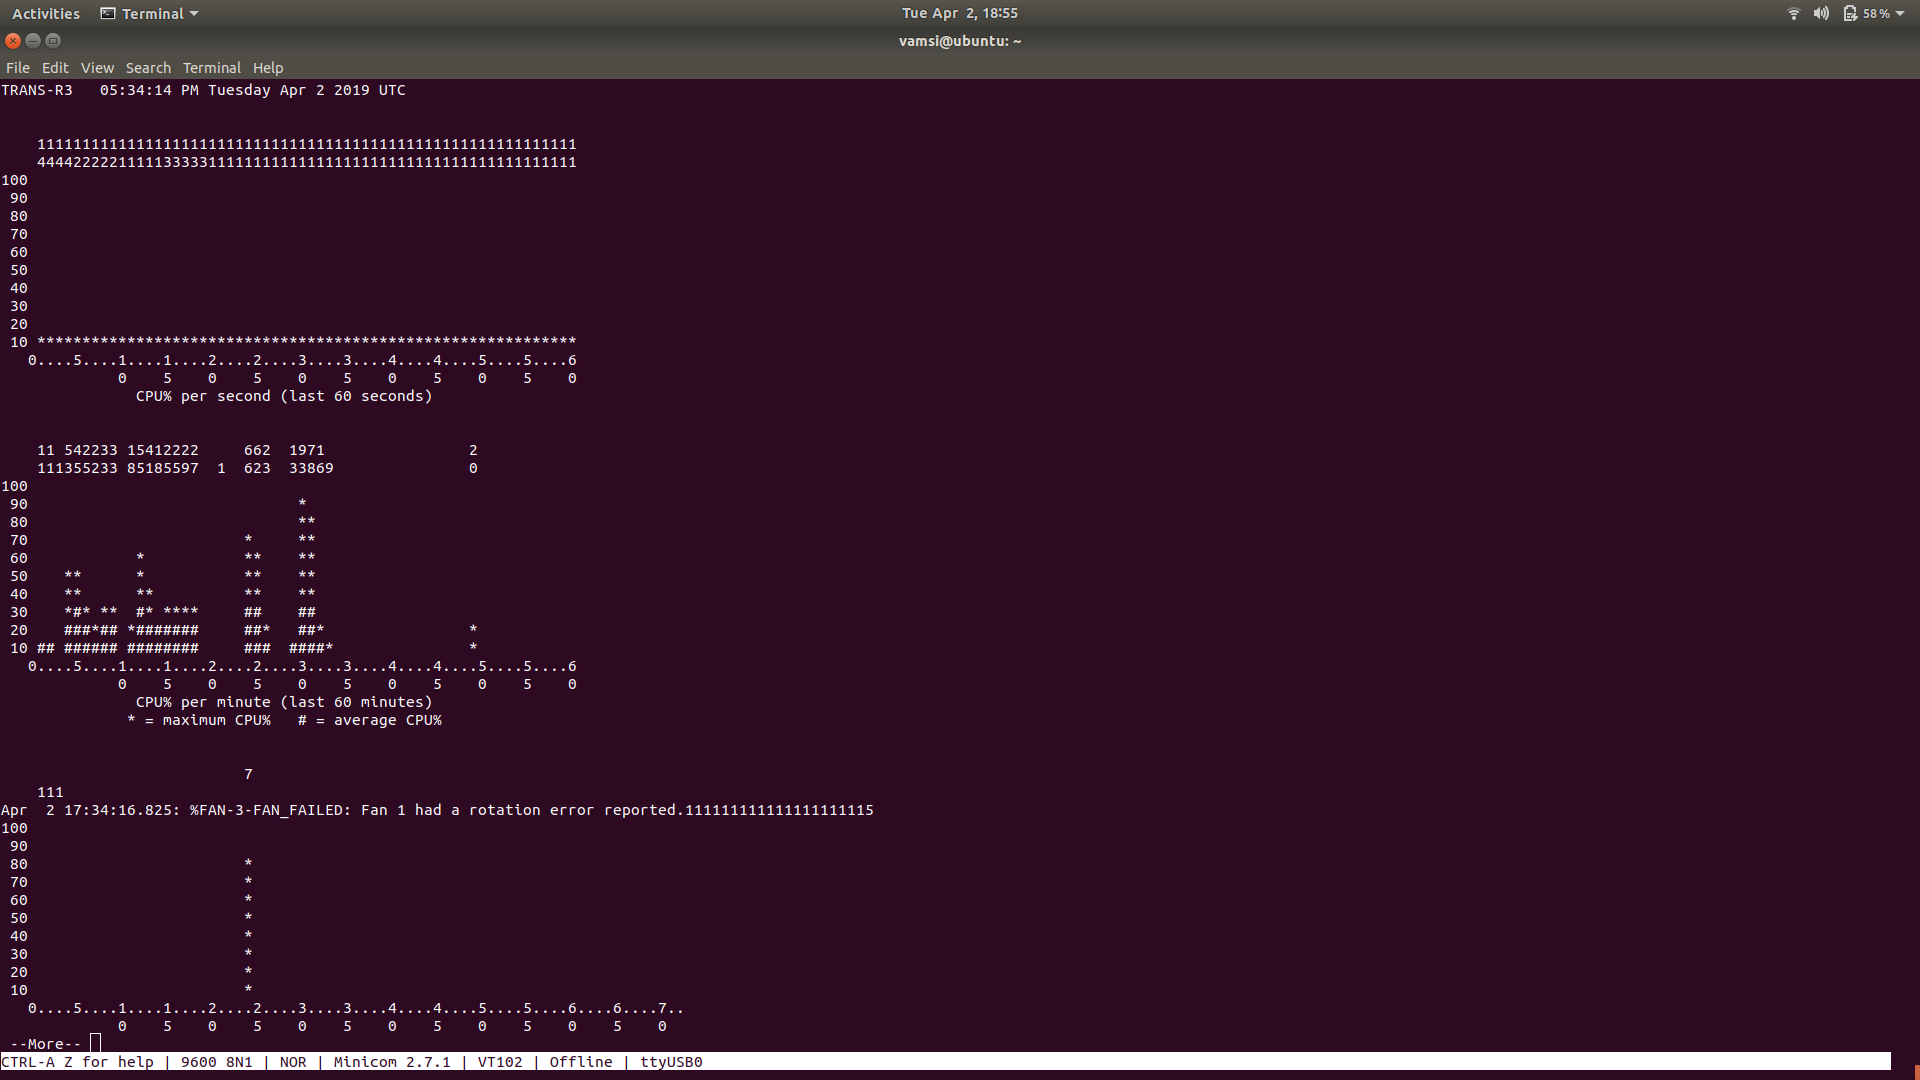 Activities Terminal Tue Apr 2, 18:55 58%
vamsi@ubuntu: ~
File Edit View Search Terminal Help
TRANS-R3   05:34:14 PM Tuesday Apr 2 2019 UTC
    111111111111111111111111111111111111111111111111111111111111
    444422222111113333311111111111111111111111111111111111111111
100
 90
 80
 70
 60
 50
 40
 30
 20
 10 ************************************************************
   0....5....1....1....2....2....3....3....4....4....5....5....6
             0    5    0    5    0    5    0    5    0    5    0
               CPU% per second (last 60 seconds)
    11 542233 15412222     662  1971                2
    111355233 85185597  1  623  33869               0
100
 90                              *
 80                              **
 70                        *     **
 60            *           **    **
 50    **      *           **    **
 40    **      **          **    **
 30    *#* **  #* ****     ##    ##
 20    ###*## *#######     ##*   ##*                *
 10 ## ###### ########     ###  ####*               *
   0....5....1....1....2....2....3....3....4....4....5....5....6
             0    5    0    5    0    5    0    5    0    5    0
               CPU% per minute (last 60 minutes)
              * = maximum CPU%   # = average CPU%
                           7
    111
Apr  2 17:34:16.825: %FAN-3-FAN_FAILED: Fan 1 had a rotation error reported.111111111111111111115
100
 90
 80                        *
 70                        *
 60                        *
 50                        *
 40                        *
 30                        *
 20                        *
 10                        *
   0....5....1....1....2....2....3....3....4....4....5....5....6....6....7..
             0    5    0    5    0    5    0    5    0    5    0    5    0
 --More--
CTRL-A Z for help | 9600 8N1 | NOR | Minicom 2.7.1 | VT102 | Offline | ttyUSB0